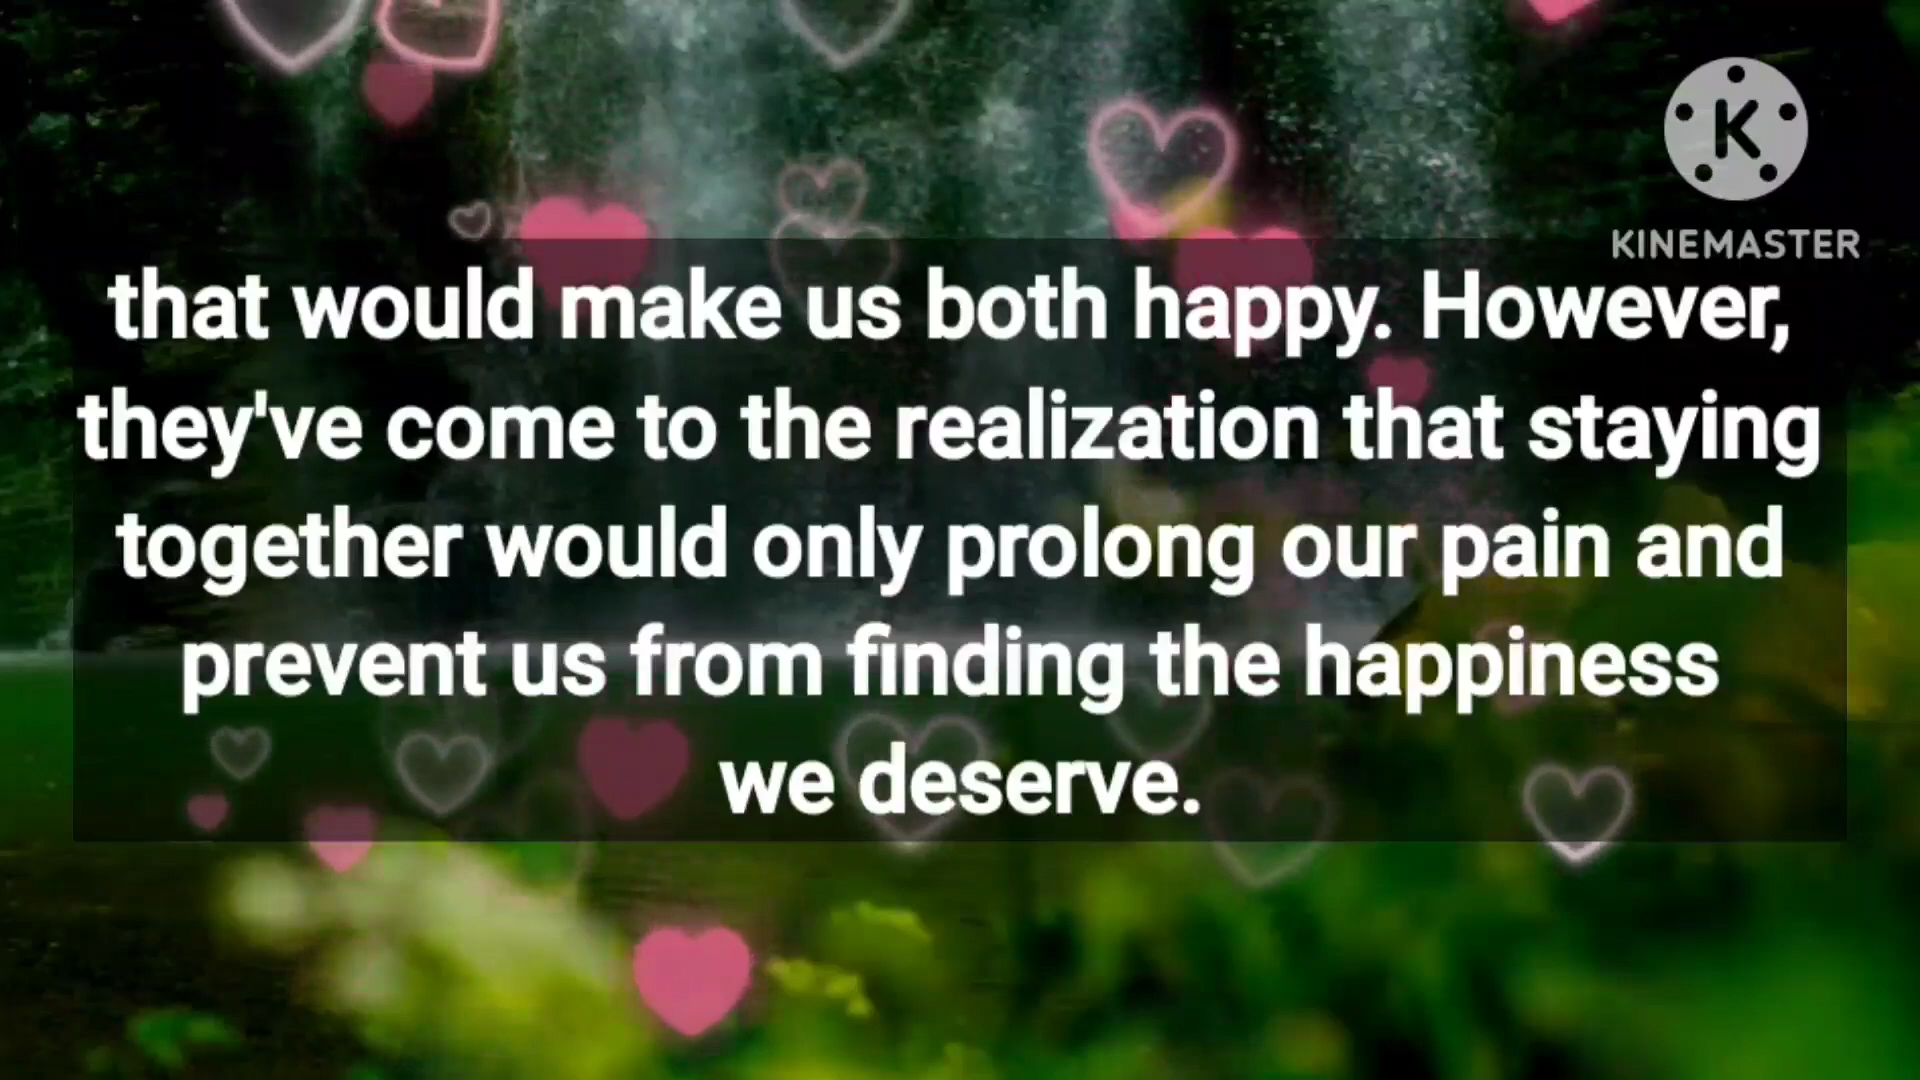 K
KINEMASTER
that would make us both happy. However,
they've come to the realization that staying
together would only prolong our pain and
prevent us from finding the happiness
we deserve.